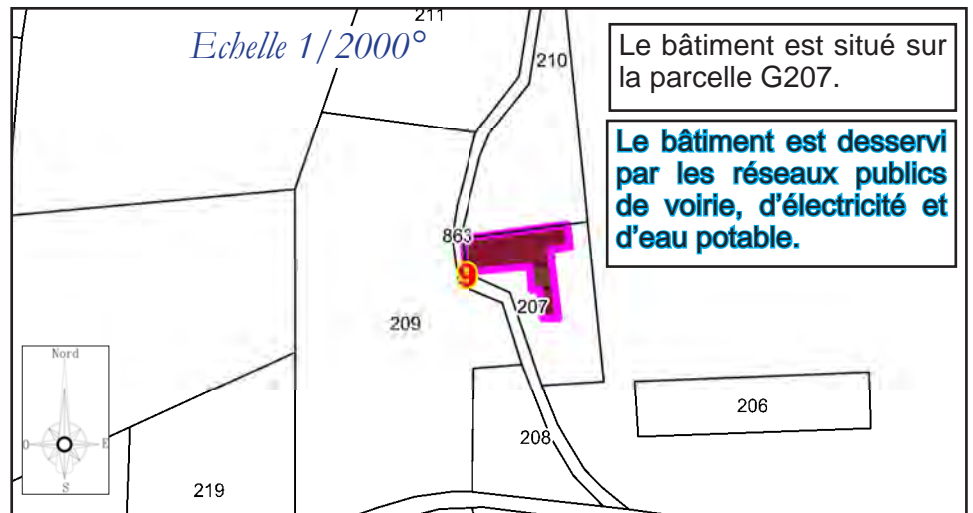 211
Echelle 1/2000°
210
Le bâtiment est situé sur
la parcelle G207.
Le bâtiment est desservi
par les réseaux publics
de voirie, d'électricité et
d'eau potable.
863
9
207
209
Nord
O
E
S
206
208
219